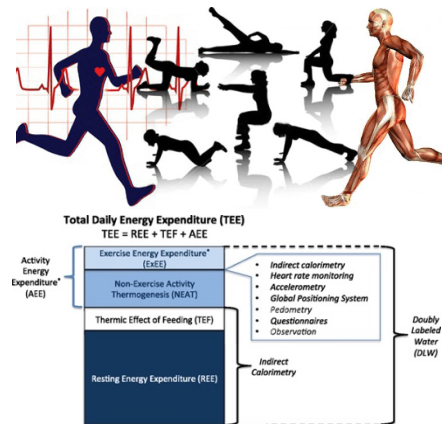 Total Daily Energy Expenditure (TEE)
TEE = REE + TEF + AEE
Activity
Energy
Expenditure*
(AEE)
Exercise Energy Expenditure*
(ExEE)
Non-Exercise Activity
Thermogenesis (NEAT)
Thermic Effect of Feeding (TEF)
Resting Energy Expenditure (REE)
• Indirect calorimetry
• Heart rate monitoring
• Accelerometry
• Global Positioning System
• Pedometry
• Questionnaires
• Observation
Indirect
Calorimetry
Doubly
Labeled
Water
(DLW)